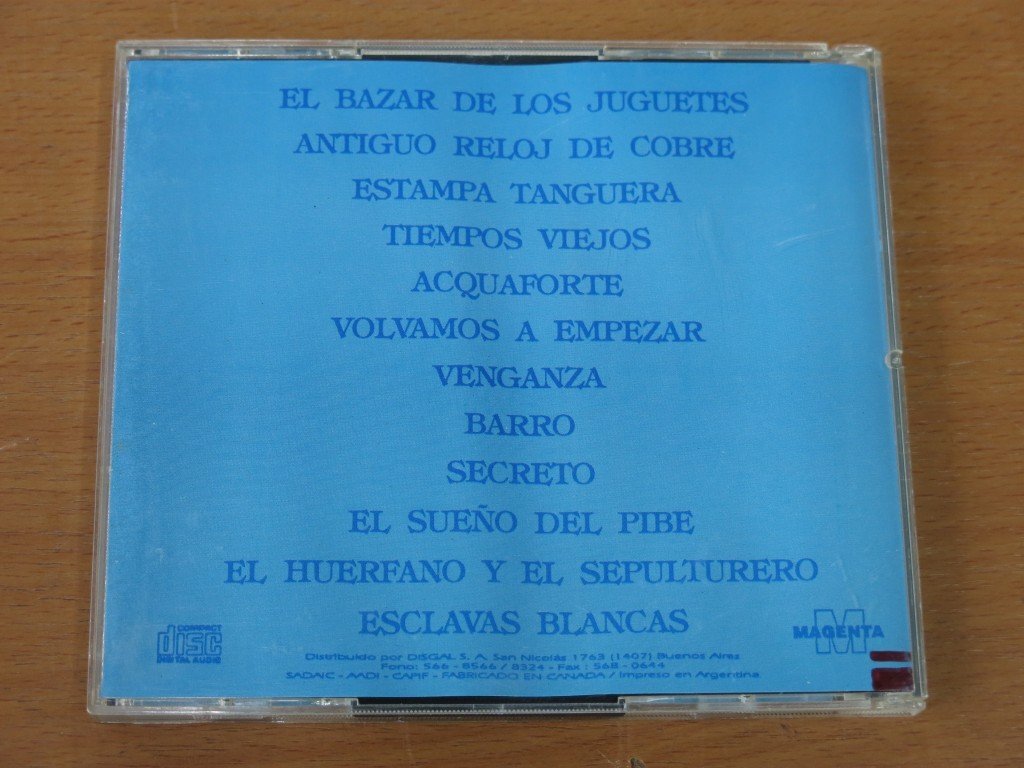 EL BAZAR DE LOS JUGUETES
ANTIGUO RELOJ DE COBRE
ESTAMPA TANGUERA
TIEMPOS VIEJOS
ACQUAFORTE
VOLVAMOS A EMPEZAR
VENGANZA
BARRO
SECRETO
EL SUEÑO DEL PIBE
EL HUERFANO Y EL SEPULTURERO
ESCLAVAS BLANCAS
COMPACT
disc
DIGITAL AUDIO
M
MAGENTA
Distribuido por DISGAL S. A. San Nicolás 1763 (1407) Buenos Aires
Fono: 566 - 8566 / 8324 - Fax : 568 - 0644
SADAIC - AADI - CAPIF - FABRICADO EN CANADA / Impreso en Argentina